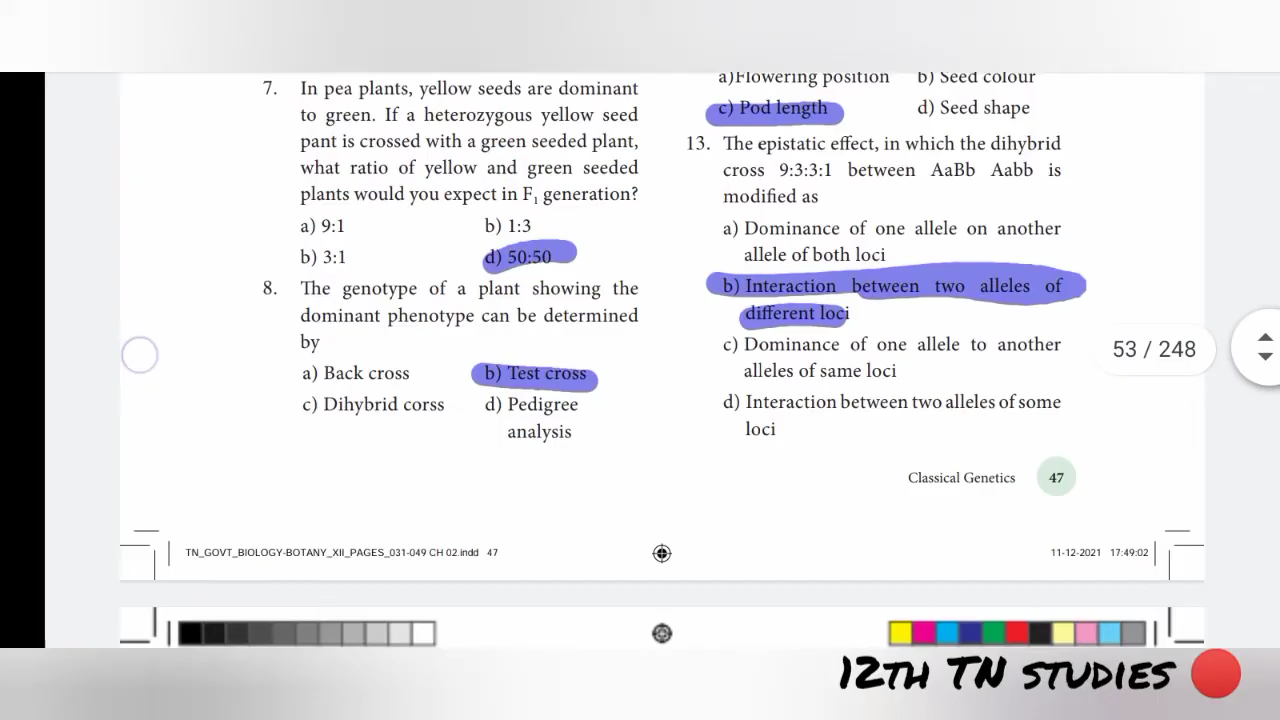 7. In pea plants, yellow seeds are dominant
to green. If a heterozygous yellow seed
pant is crossed with a green seeded plant,
what ratio of yellow and green seeded
plants would you expect in F₁ generation?
a) 9:1 b) 1:3
b) 3:1 d) 50:50
8. The genotype of a plant showing the
dominant phenotype can be determined
by
a) Back cross b) Test cross
c) Dihybrid corss d) Pedigree
analysis
a)Flowering position b) Seed colour
c) Pod length d) Seed shape
13. The epistatic effect, in which the dihybrid
cross 9:3:3:1 between AaBb Aabb is
modified as
a) Dominance of one allele on another
allele of both loci
b) Interaction between two alleles of
different loci
c) Dominance of one allele to another
alleles of same loci
d) Interaction between two alleles of some
loci
Classical Genetics 47
53 / 248
TN_GOVT_BIOLOGY-BOTANY_XII_PAGES_031-049 CH 02.indd 47
11-12-2021 17:49:02
12TH TN STUDIES